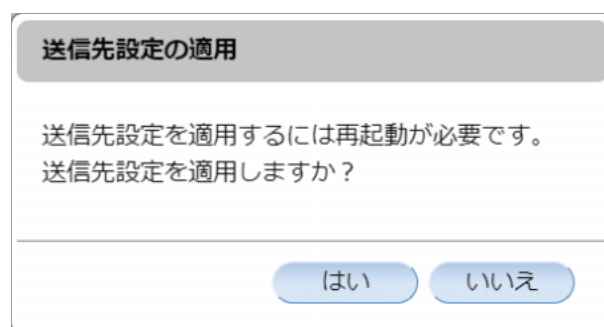 送信先設定の適用
送信先設定を適用するには再起動が必要です。
送信先設定を適用しますか？
はい
いいえ